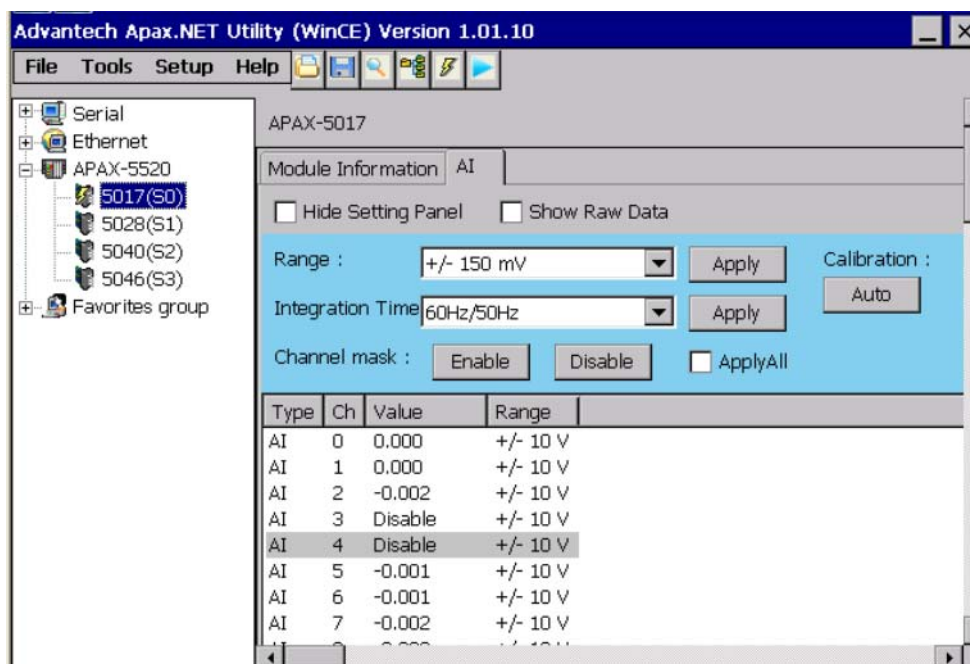 Advantech Apax.NET Utility (WinCE) Version 1.01.10
File Tools Setup Help
Serial
Ethernet
APAX-5520
5017(S0)
5028(S1)
5040(S2)
5046(S3)
Favorites group
APAX-5017
Module Information AI
Hide Setting Panel Show Raw Data
Range : +/- 150 mV Apply Calibration :
Auto
Integration Time 60Hz/50Hz Apply
Channel mask : Enable Disable ApplyAll
Type Ch Value Range
AI 0 0.000 +/- 10 V
AI 1 0.000 +/- 10 V
AI 2 -0.002 +/- 10 V
AI 3 Disable +/- 10 V
AI 4 Disable +/- 10 V
AI 5 -0.001 +/- 10 V
AI 6 -0.001 +/- 10 V
AI 7 -0.002 +/- 10 V